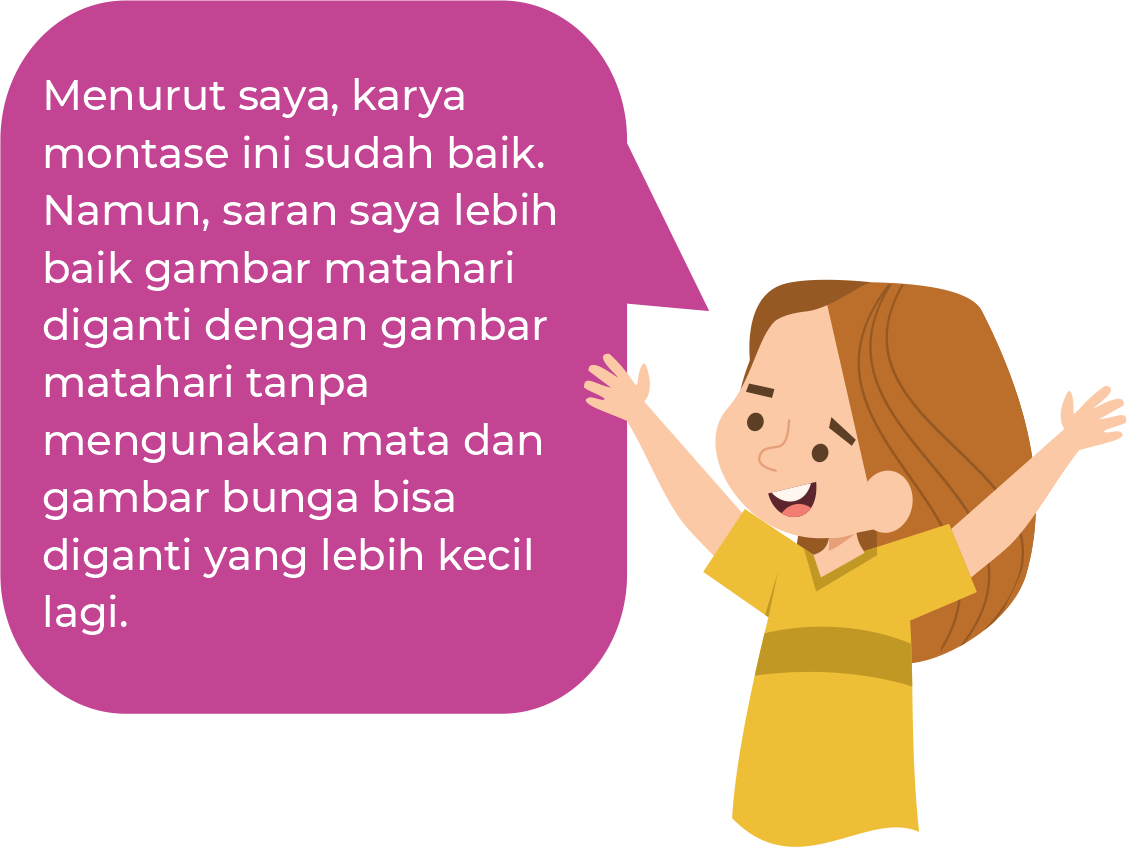 Menurut saya, karya
montase ini sudah baik.
Namun, saran saya lebih
baik gambar matahari
diganti dengan gambar
matahari tanpa
mengunakan mata dan
gambar bunga bisa
diganti yang lebih kecil
lagi.